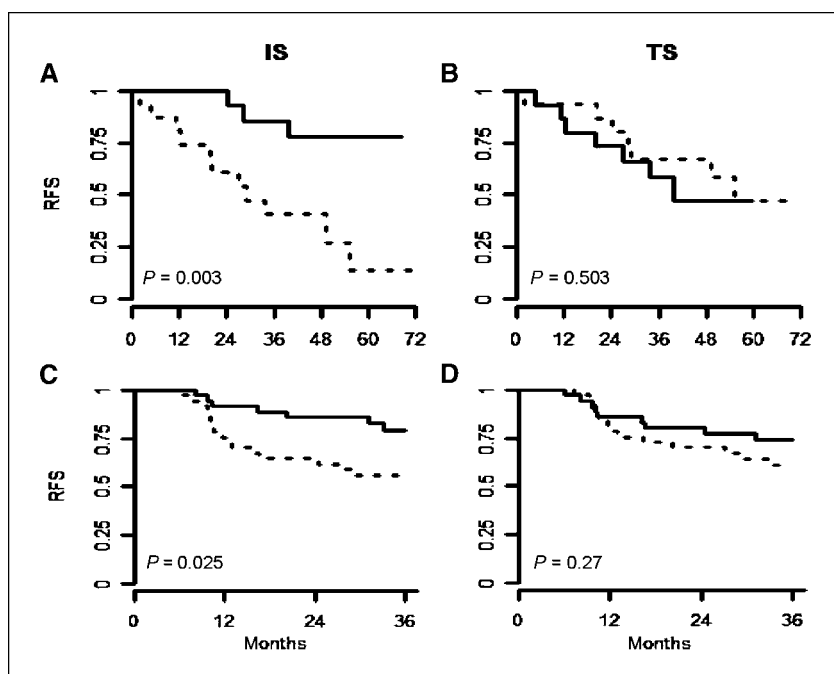 IS
TS
A
B
RFS
1
0.75
0.5
0.25
0
P = 0.003
0 12 24 36 48 60 72
1
0.75
0.5
0.25
0
P = 0.503
0 12 24 36 48 60 72
C
D
RFS
1
0.75
0.5
0.25
0
P = 0.025
0 12 24 36
Months
1
0.75
0.5
0.25
0
P = 0.27
0 12 24 36
Months